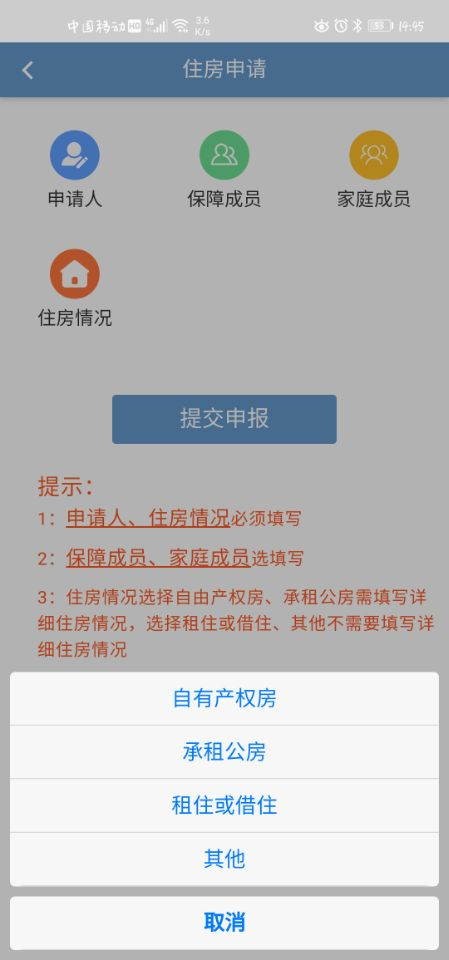 中国移动 HD 4G 3.6 K/s 53 14:45
住房申请
申请人 保障成员 家庭成员
住房情况
提交申报
提示：
1：申请人、住房情况必须填写
2：保障成员、家庭成员选填写
3：住房情况选择自由产权房、承租公房需填写详
细住房情况，选择租住或借住、其他不需要填写详
细住房情况
自有产权房
承租公房
租住或借住
其他
取消